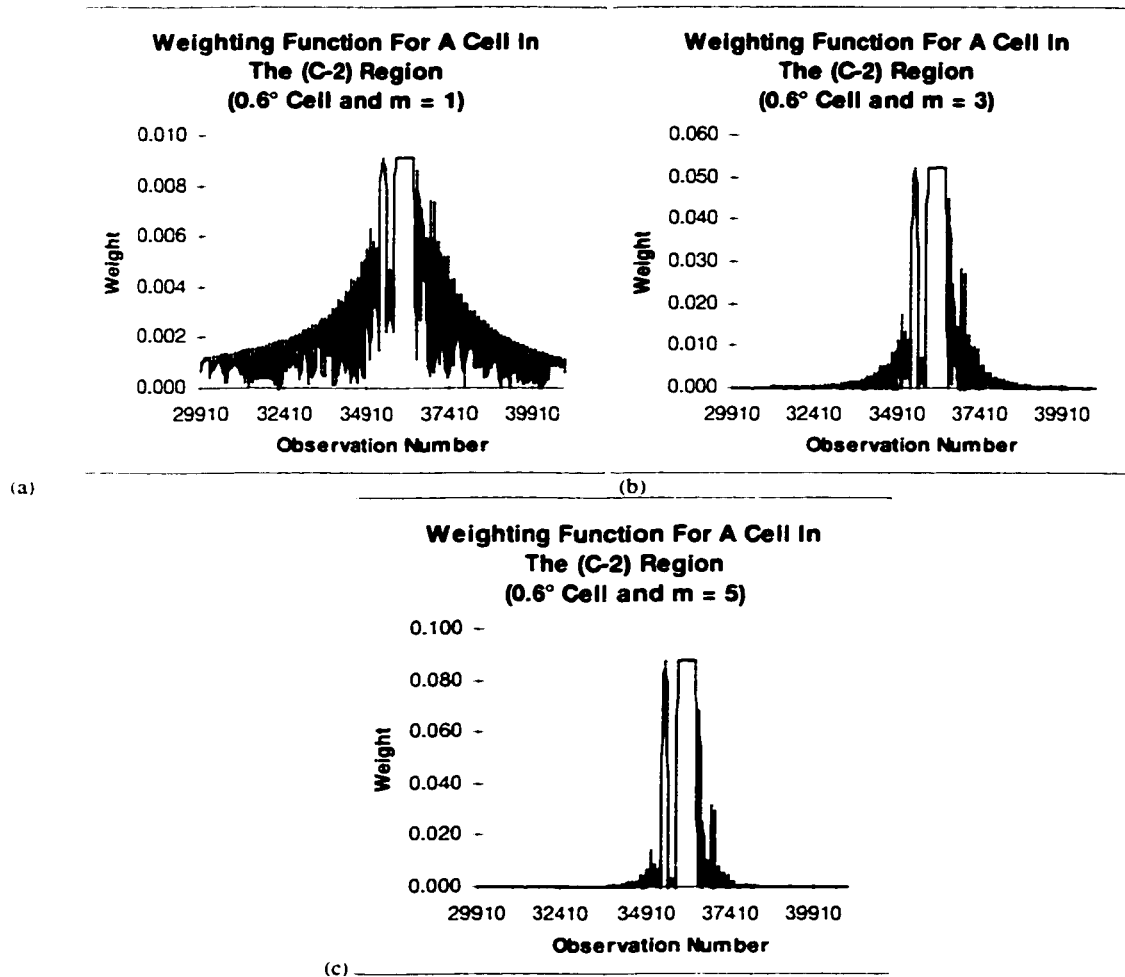 Weighting Function For A Cell In
The (C-2) Region
(0.6° Cell and m = 1)
0.010
0.008
0.006
0.004
0.002
0.000
Weight
29910 32410 34910 37410 39910
Observation Number
(a)
Weighting Function For A Cell In
The (C-2) Region
(0.6° Cell and m = 3)
0.060
0.050
0.040
0.030
0.020
0.010
0.000
Weight
29910 32410 34910 37410 39910
Observation Number
(b)
Weighting Function For A Cell In
The (C-2) Region
(0.6° Cell and m = 5)
0.100
0.080
0.060
0.040
0.020
0.000
Weight
29910 32410 34910 37410 39910
Observation Number
(c)